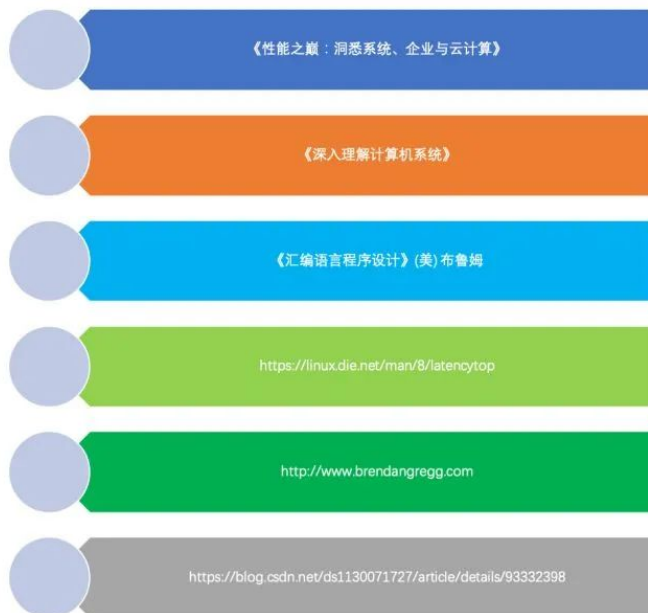 《性能之巅：洞悉系统、企业与云计算》
《深入理解计算机系统》
《汇编语言程序设计》(美) 布鲁姆
https://linux.die.net/man/8/latencytop
http://www.brendangregg.com
https://blog.csdn.net/ds1130071727/article/details/93332398